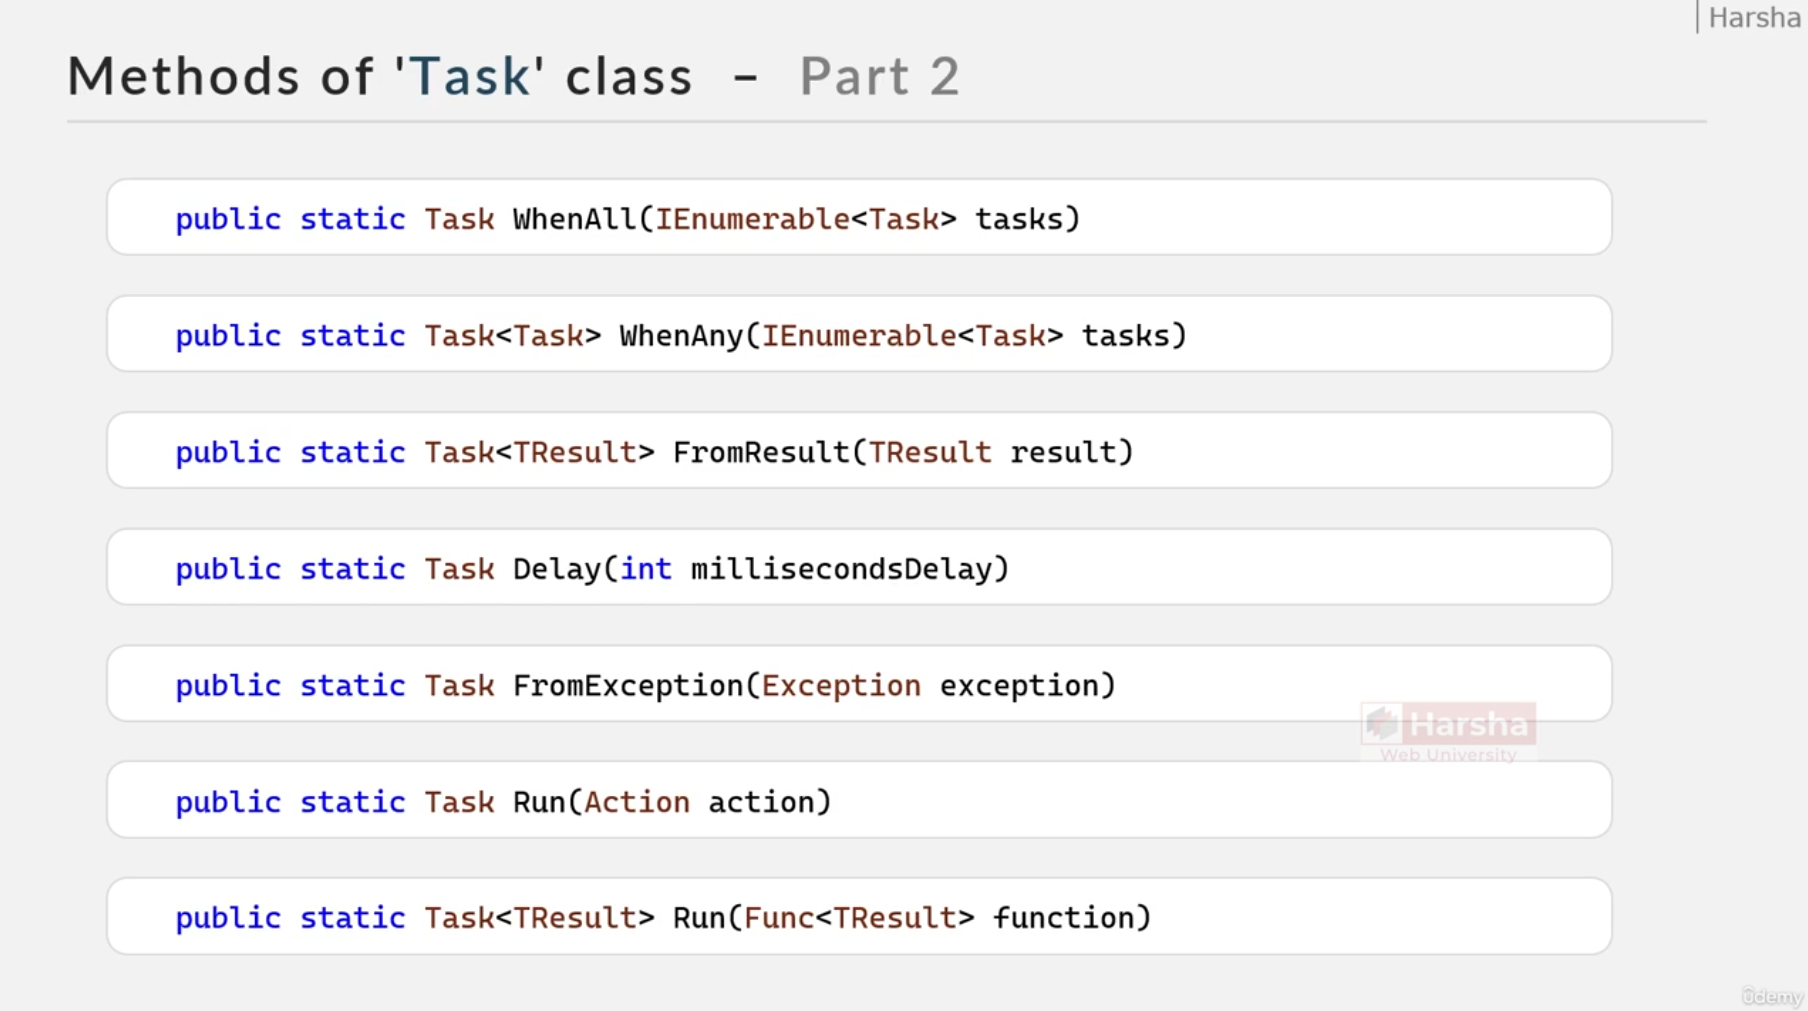 Harsha
Methods of 'Task' class – Part 2
public static Task WhenAll(IEnumerable<Task> tasks)
public static Task<Task> WhenAny(IEnumerable<Task> tasks)
public static Task<TResult> FromResult(TResult result)
public static Task Delay(int millisecondsDelay)
public static Task FromException(Exception exception)
Harsha
Web University
public static Task Run(Action action)
public static Task<TResult> Run(Func<TResult> function)
ûdemy